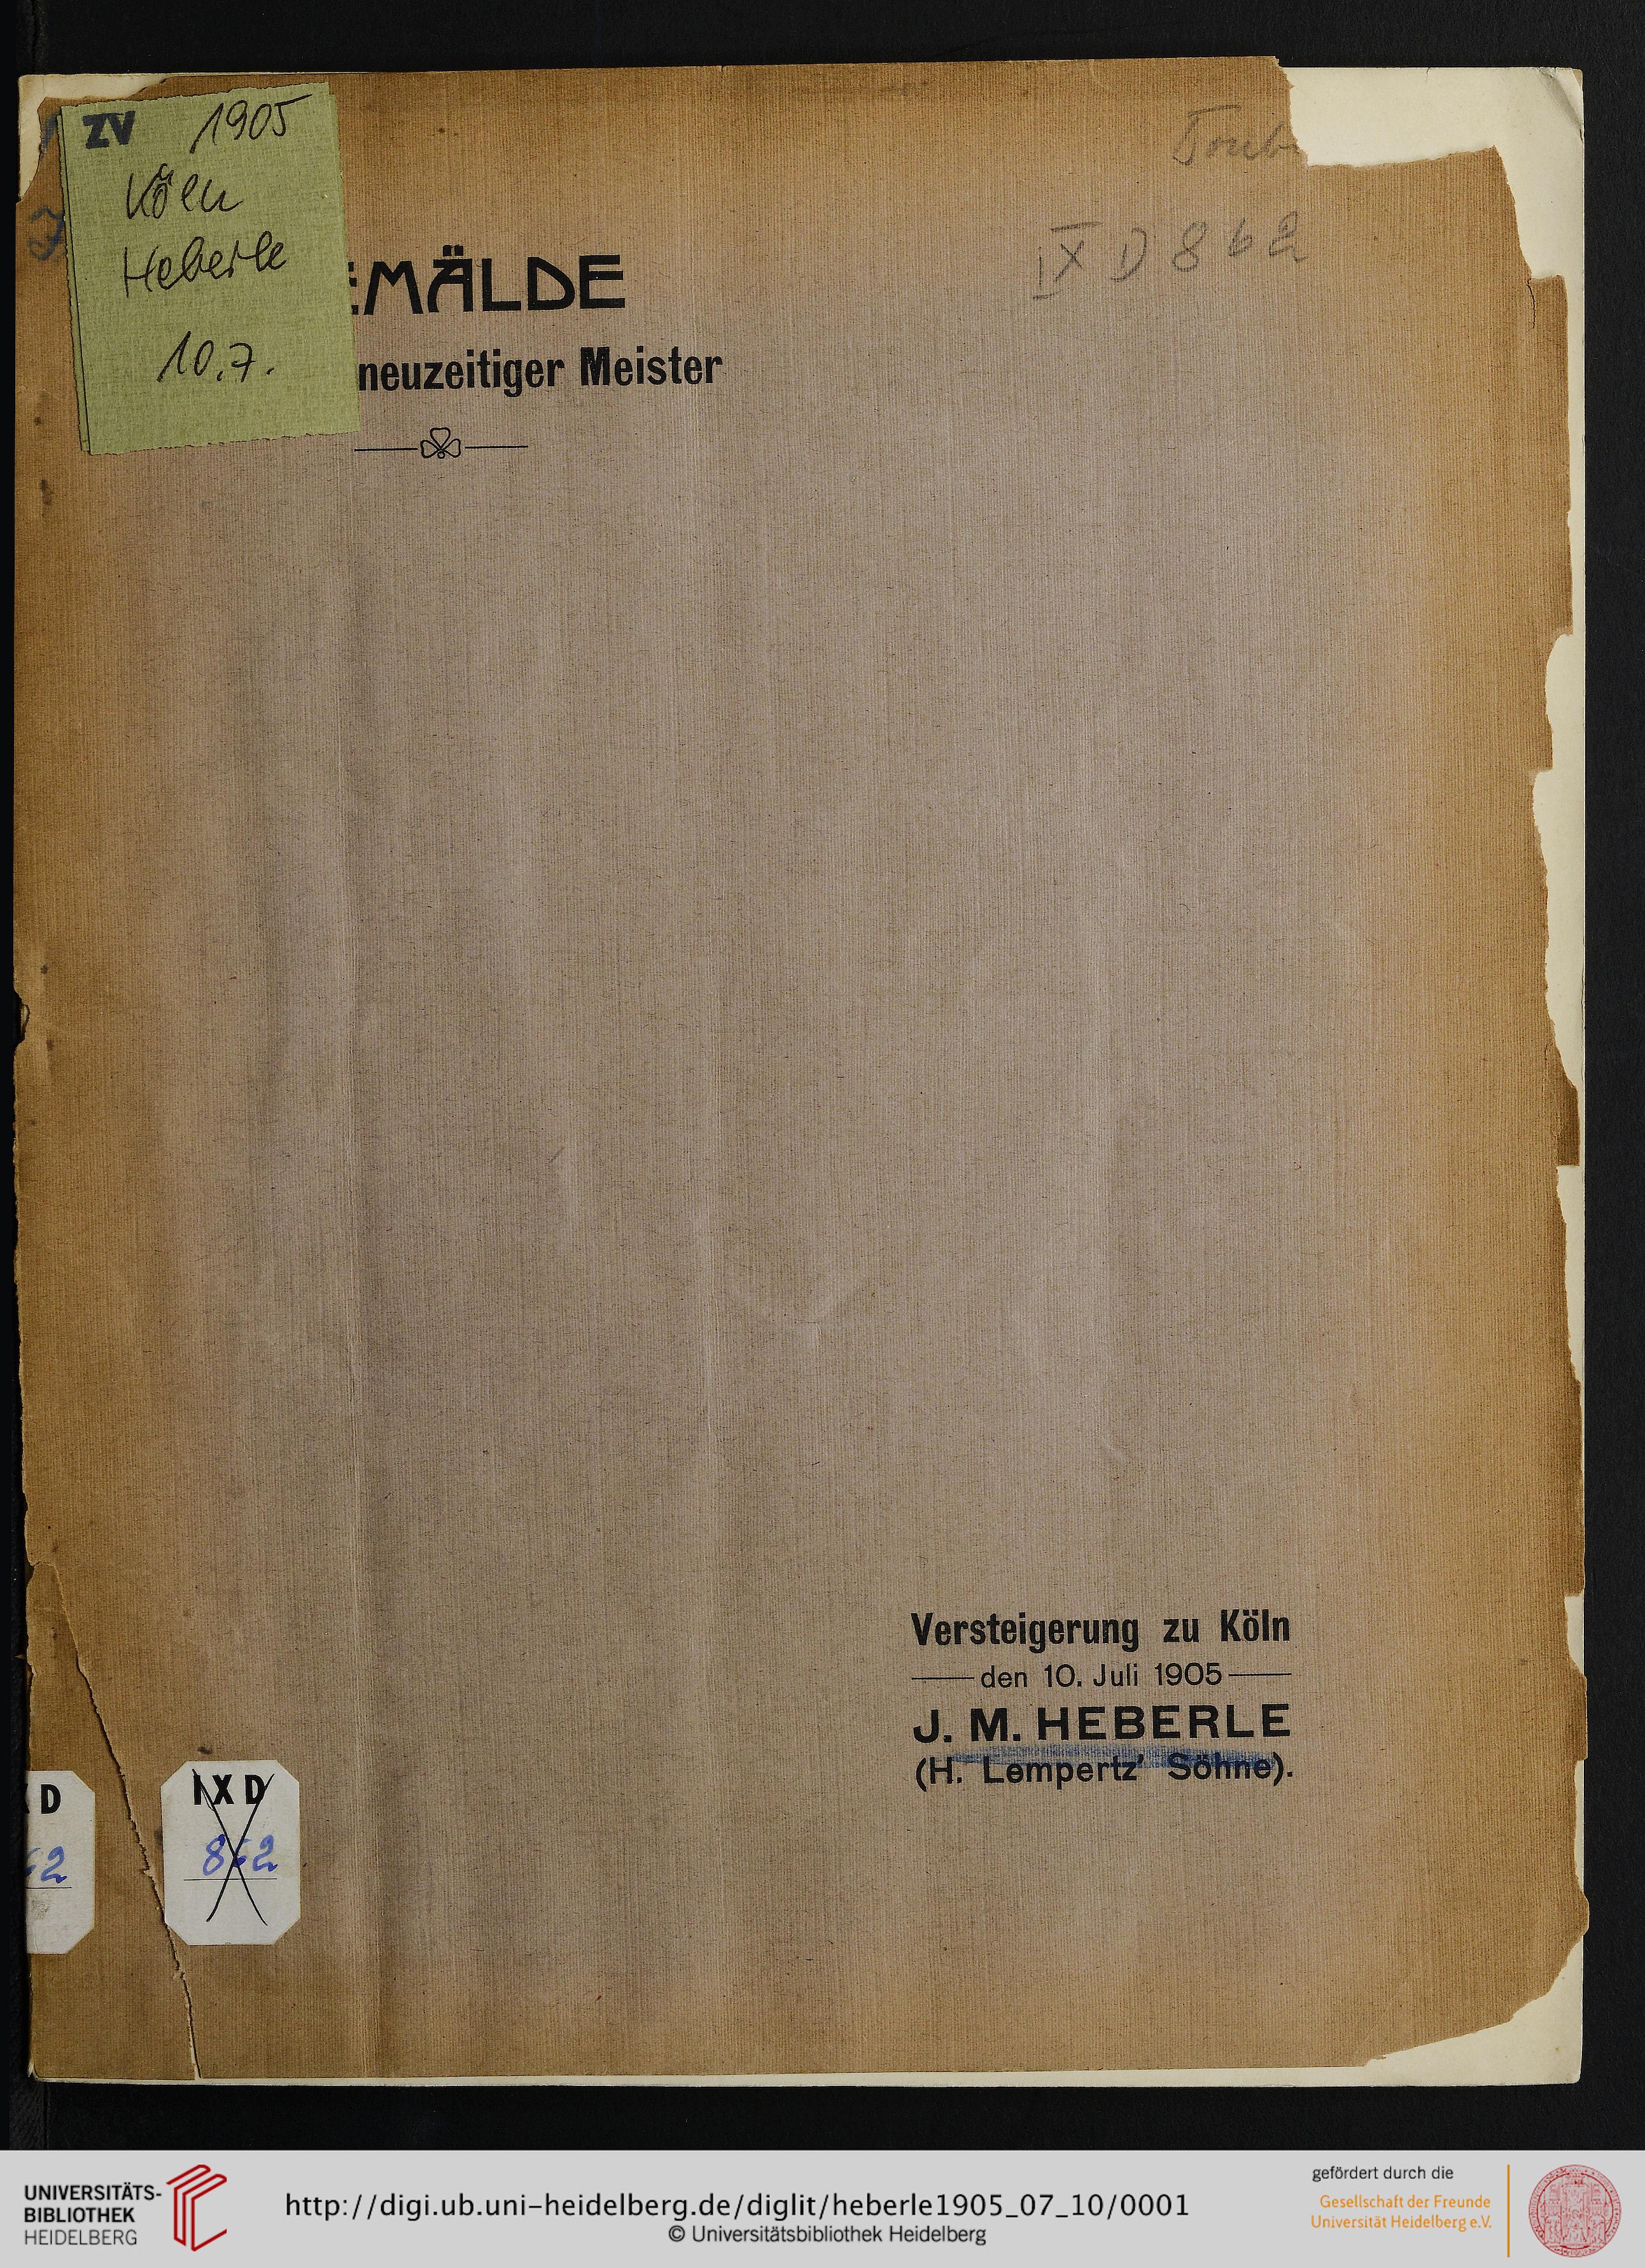 ZV 1905
Köln
Heberle
10.7.
IX D 862
EMÄLDE
neuzeitiger Meister
Versteigerung zu Köln
den 10. Juli 1905
J. M. HEBERLE
(H. Lempertz' Söhne).
D
62
IXD
862
UNIVERSITÄTS-
BIBLIOTHEK
HEIDELBERG
http://digi.ub.uni-heidelberg.de/diglit/heberle1905_07_10/0001
© Universitätsbibliothek Heidelberg
gefördert durch die
Gesellschaft der Freunde
Universität Heidelberg e.V.